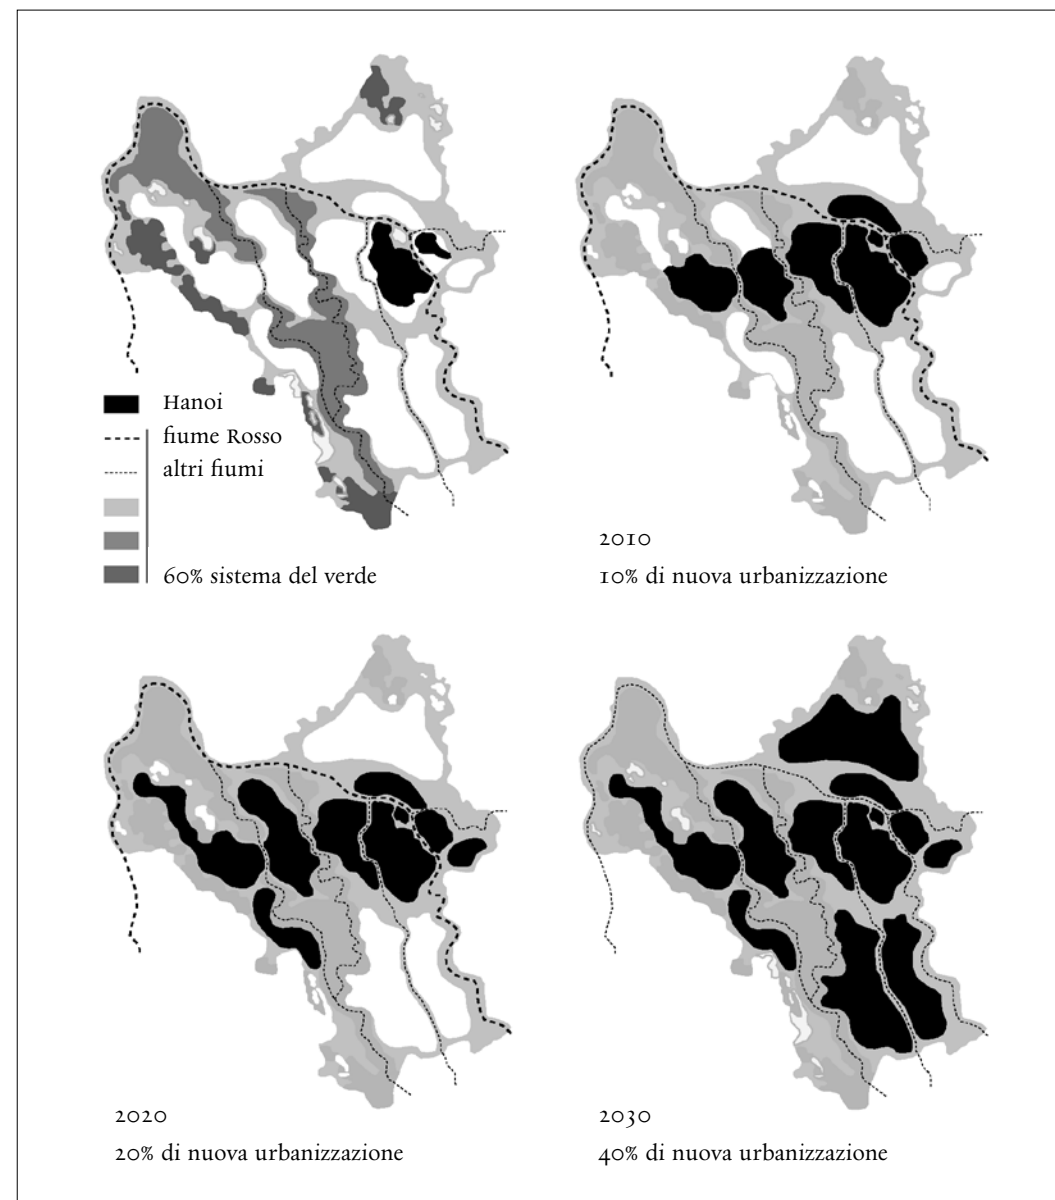 Hanoi
fiume Rosso
altri fiumi
60% sistema del verde
2010
10% di nuova urbanizzazione
2020
20% di nuova urbanizzazione
2030
40% di nuova urbanizzazione